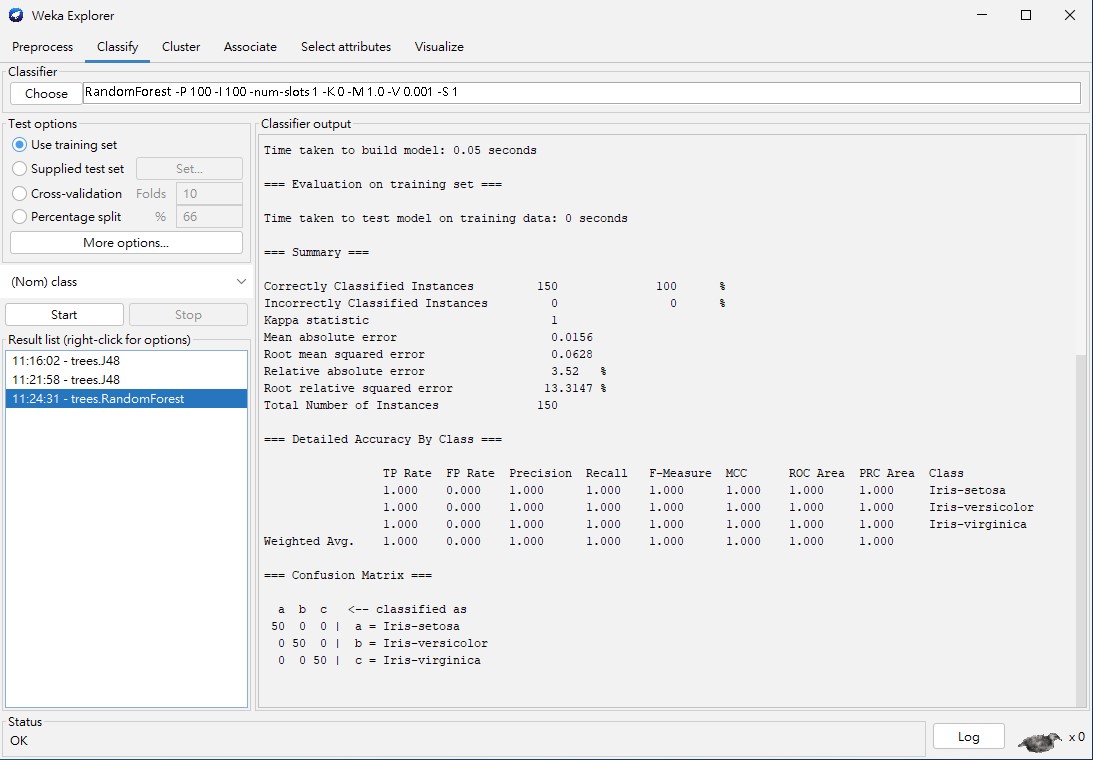 Weka Explorer
Preprocess Classify Cluster Associate Select attributes Visualize
Classifier
Choose RandomForest -P 100 -I 100 -num-slots 1 -K 0 -M 1.0 -V 0.001 -S 1
Test options
Use training set
Supplied test set Set...
Cross-validation Folds 10
Percentage split % 66
More options...
(Nom) class
Start Stop
Result list (right-click for options)
11:16:02 - trees.J48
11:21:58 - trees.J48
11:24:31 - trees.RandomForest
Classifier output
Time taken to build model: 0.05 seconds
=== Evaluation on training set ===
Time taken to test model on training data: 0 seconds
=== Summary ===
Correctly Classified Instances 150 100 %
Incorrectly Classified Instances 0 0 %
Kappa statistic 1
Mean absolute error 0.0156
Root mean squared error 0.0628
Relative absolute error 3.52 %
Root relative squared error 13.3147 %
Total Number of Instances 150
=== Detailed Accuracy By Class ===
TP Rate FP Rate Precision Recall F-Measure MCC ROC Area PRC Area Class
1.000 0.000 1.000 1.000 1.000 1.000 1.000 1.000 Iris-setosa
1.000 0.000 1.000 1.000 1.000 1.000 1.000 1.000 Iris-versicolor
1.000 0.000 1.000 1.000 1.000 1.000 1.000 1.000 Iris-virginica
Weighted Avg. 1.000 0.000 1.000 1.000 1.000 1.000 1.000 1.000
=== Confusion Matrix ===
a b c <-- classified as
50 0 0 | a = Iris-setosa
0 50 0 | b = Iris-versicolor
0 0 50 | c = Iris-virginica
Status
OK
Log
x 0